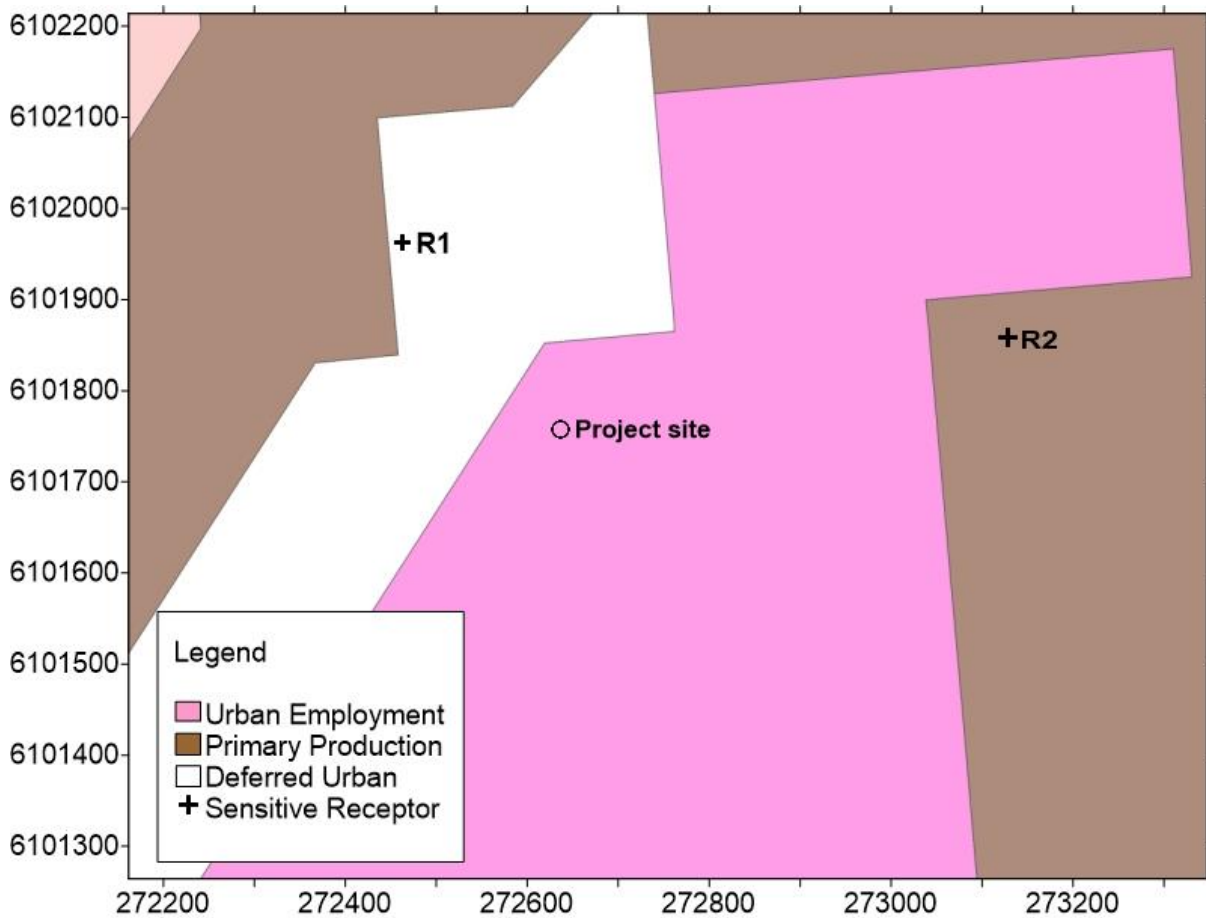 6102200
6102100
6102000
R1
6101900
R2
6101800
Project site
6101700
6101600
6101500
Legend
Urban Employment
Primary Production
6101400
Deferred Urban
Sensitive Receptor
6101300
272200 272400 272600 272800 273000 273200